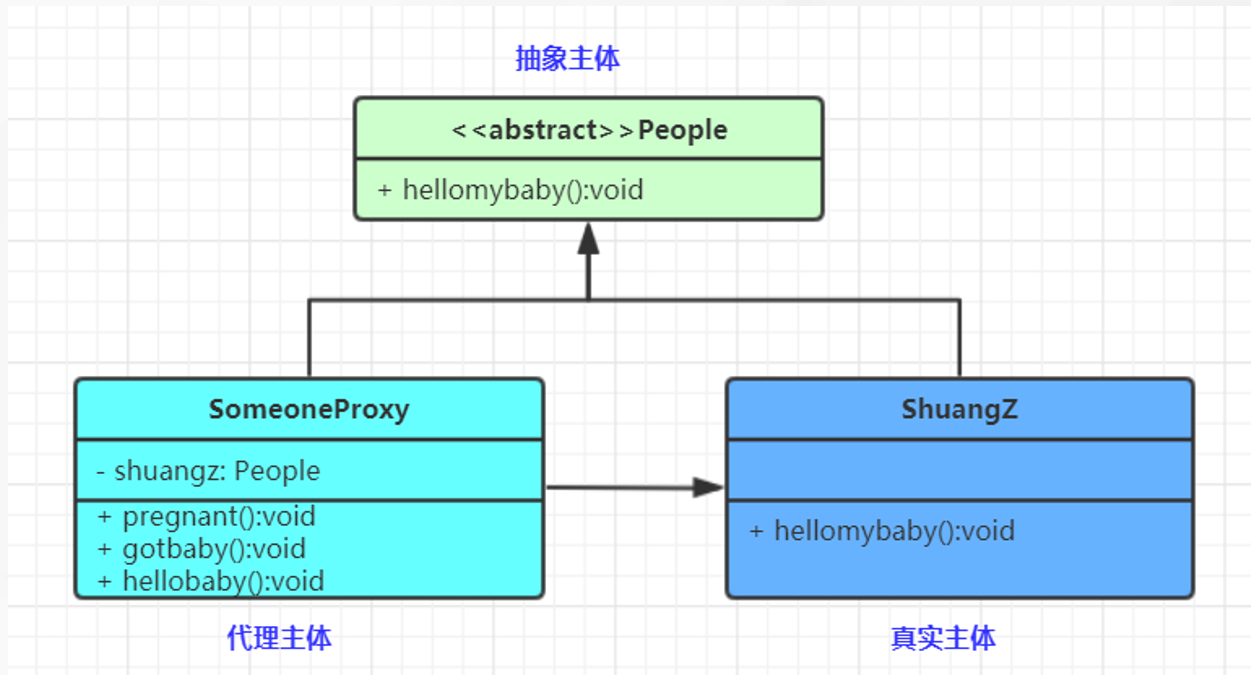 抽象主体
<<abstract>>People
+ hellomybaby():void
SomeoneProxy
- shuangz: People
+ pregnant():void
+ gotbaby():void
+ hellobaby():void
代理主体
ShuangZ
+ hellomybaby():void
真实主体